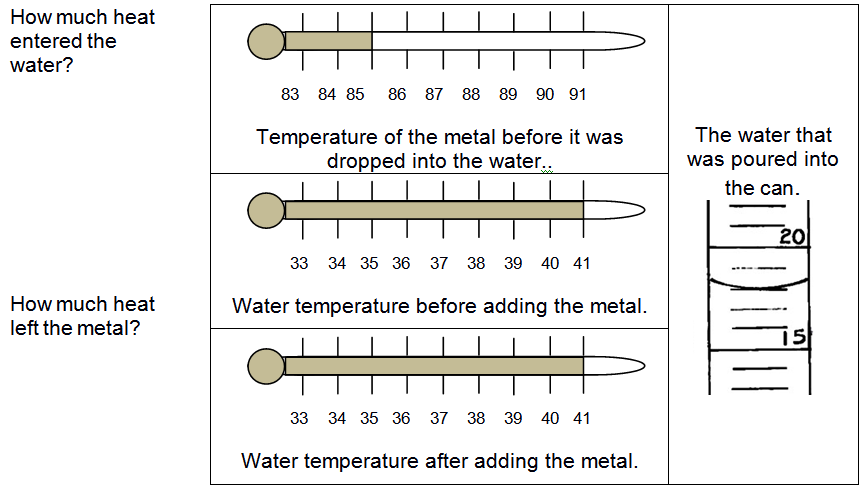 How much heat
entered the
water?
83 84 85 86 87 88 89 90 91
Temperature of the metal before it was
dropped into the water..
33 34 35 36 37 38 39 40 41
Water temperature before adding the metal.
How much heat
left the metal?
33 34 35 36 37 38 39 40 41
Water temperature after adding the metal.
The water that
was poured into
the can.
20
15